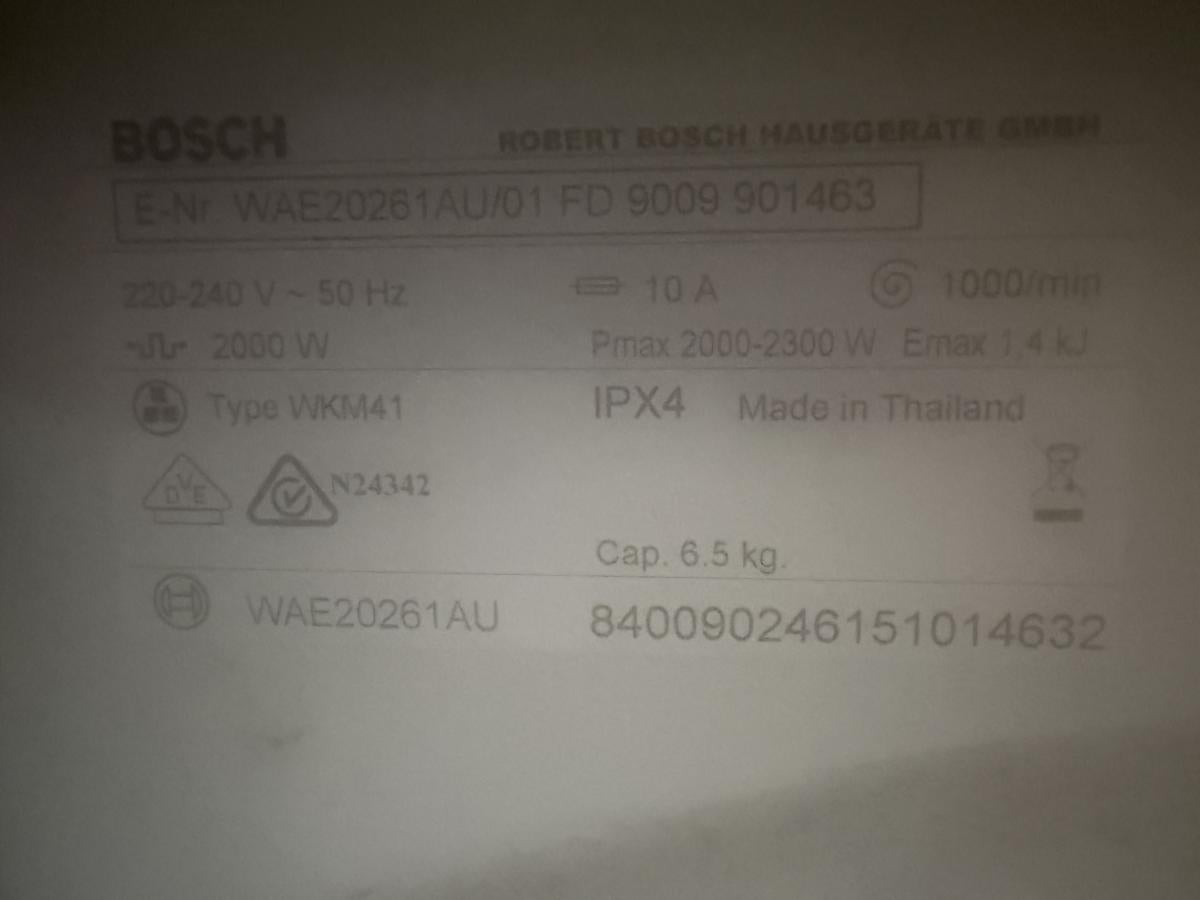 BOSCH ROBERT BOSCH HAUSGERÄTE GMBH
E-Nr WAE20261AU/01 FD 9009 901463
220-240 V ~ 50 Hz 10 A 1000/min
2000 W Pmax 2000-2300 W Emax 1,4 kJ
Type WKM41 IPX4 Made in Thailand
DVE N24342
Cap. 6.5 kg.
WAE20261AU 840090246151014632